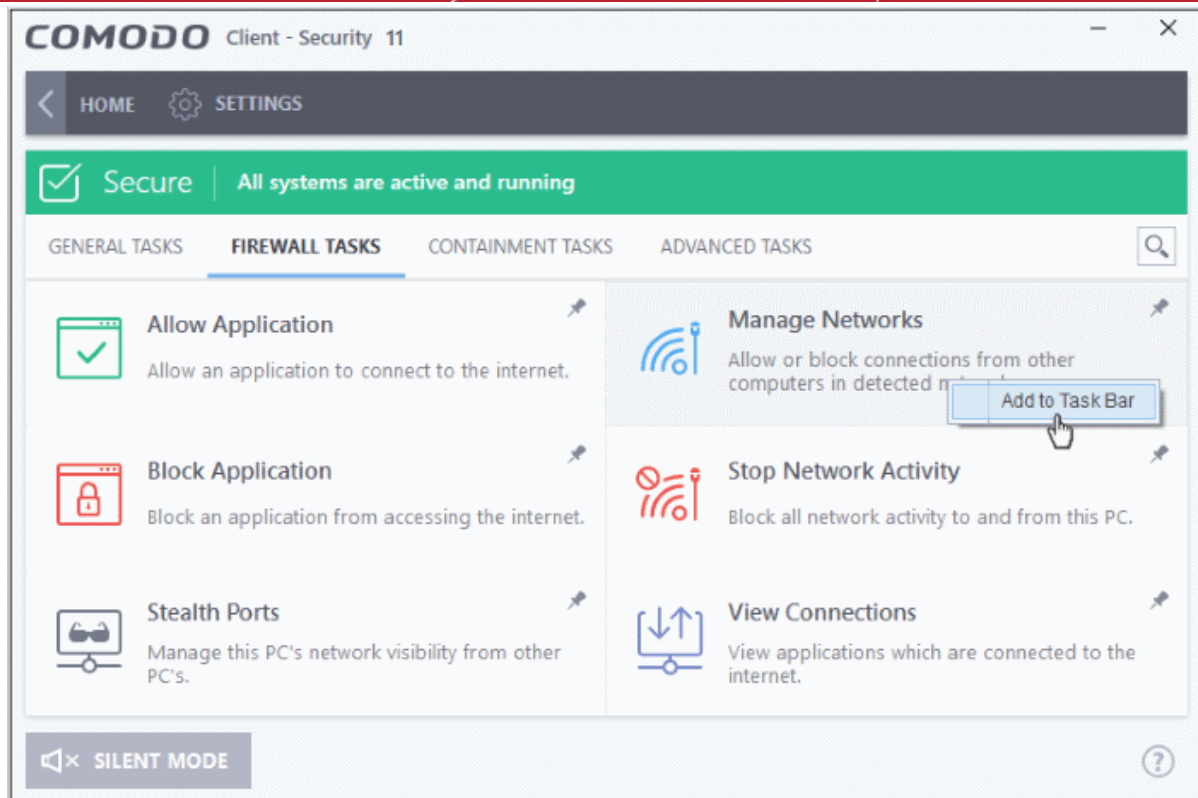 COMODO Client - Security 11
HOME SETTINGS
Secure All systems are active and running
GENERAL TASKS FIREWALL TASKS CONTAINMENT TASKS ADVANCED TASKS
Allow Application
Allow an application to connect to the internet.
Manage Networks
Allow or block connections from other
computers in detected
Add to Task Bar
Block Application
Block an application from accessing the internet.
Stop Network Activity
Block all network activity to and from this PC.
Stealth Ports
Manage this PC's network visibility from other
PC's.
View Connections
View applications which are connected to the
internet.
SILENT MODE
?